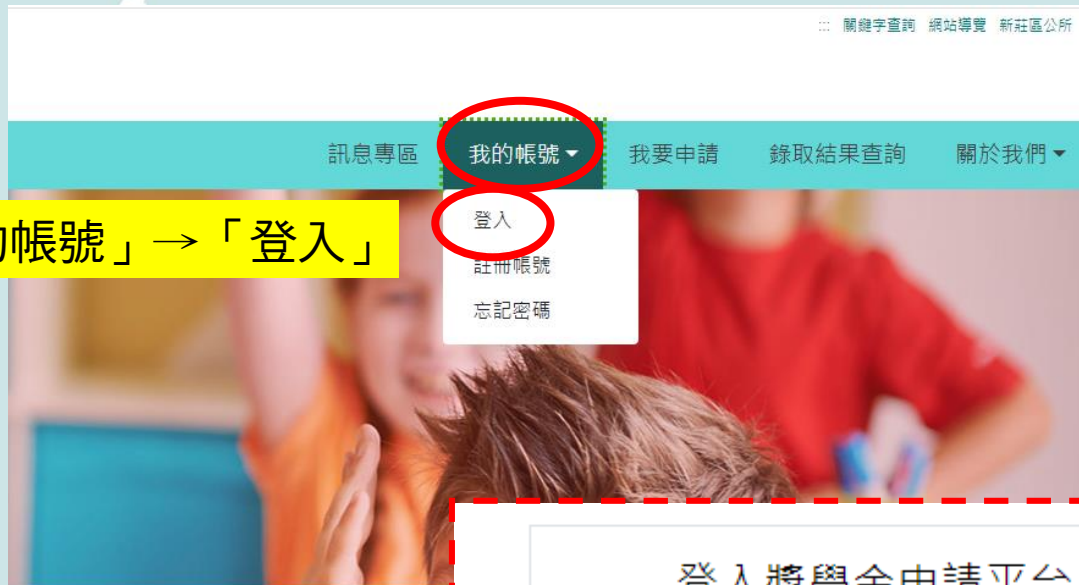 ::: 關鍵字查詢 網站導覽 新莊區公所
訊息專區 我的帳號 我要申請 錄取結果查詢 關於我們
登入
的帳號」→「登入」
註冊帳號
忘記密碼
登入獎學金申請平台